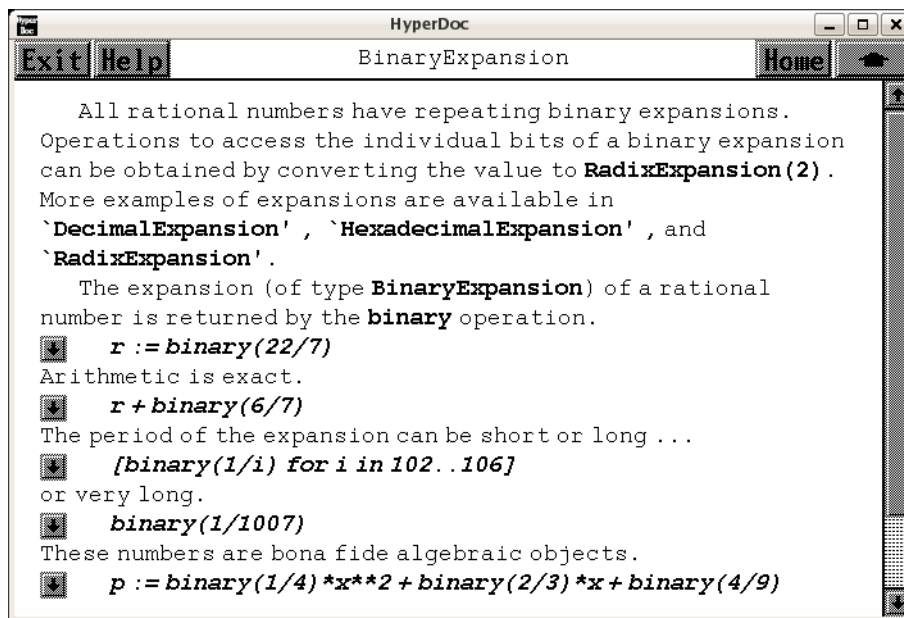 Hyper Doc
HyperDoc
Exit Help BinaryExpansion Home
All rational numbers have repeating binary expansions.
Operations to access the individual bits of a binary expansion
can be obtained by converting the value to RadixExpansion(2).
More examples of expansions are available in
`DecimalExpansion' , `HexadecimalExpansion' , and
`RadixExpansion'.
The expansion (of type BinaryExpansion) of a rational
number is returned by the binary operation.
r := binary(22/7)
Arithmetic is exact.
r + binary(6/7)
The period of the expansion can be short or long ...
[binary(1/i) for i in 102..106]
or very long.
binary(1/1007)
These numbers are bona fide algebraic objects.
p := binary(1/4)*x**2 + binary(2/3)*x + binary(4/9)